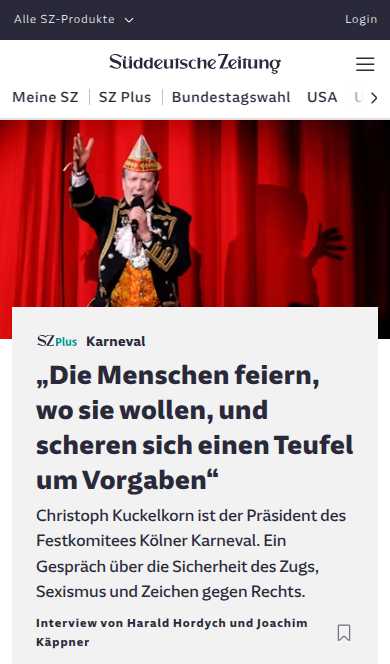 Alle SZ-Produkte
Login
Süddeutsche Zeitung
Meine SZ
SZ Plus
Bundestagswahl
USA
SZ Plus Karneval
„Die Menschen feiern,
wo sie wollen, und
scheren sich einen Teufel
um Vorgaben“
Christoph Kuckelkorn ist der Präsident des
Festkomitees Kölner Karneval. Ein
Gespräch über die Sicherheit des Zugs,
Sexismus und Zeichen gegen Rechts.
Interview von Harald Hordych und Joachim
Käppner